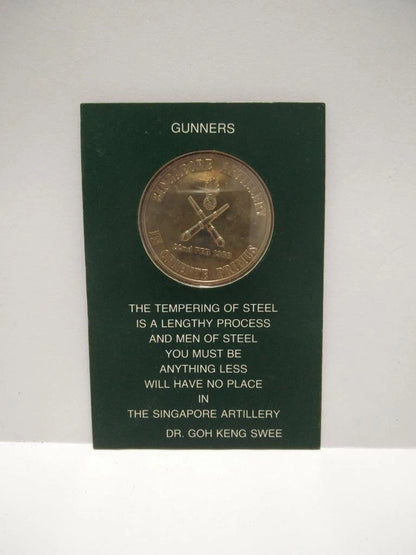 GUNNERS
SINGAPORE ARTILLERY
IN ORIENTE PRIMUS
THE TEMPERING OF STEEL
IS A LENGTHY PROCESS
AND MEN OF STEEL
YOU MUST BE
ANYTHING LESS
WILL HAVE NO PLACE
IN
THE SINGAPORE ARTILLERY
DR. GOH KENG SWEE